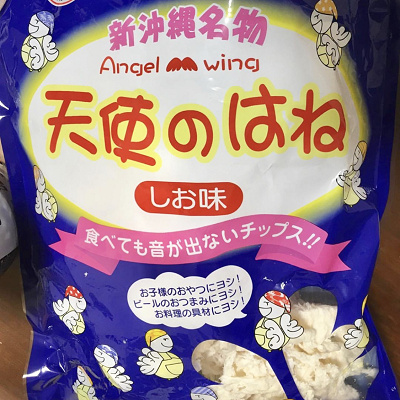 新沖縄名物
Angel wing
天使のはね
しお味
食べても音が出ないチップス!!
お子様のおやつにヨシ!
ビールのおつまみにヨシ!
お料理の具材にヨシ!